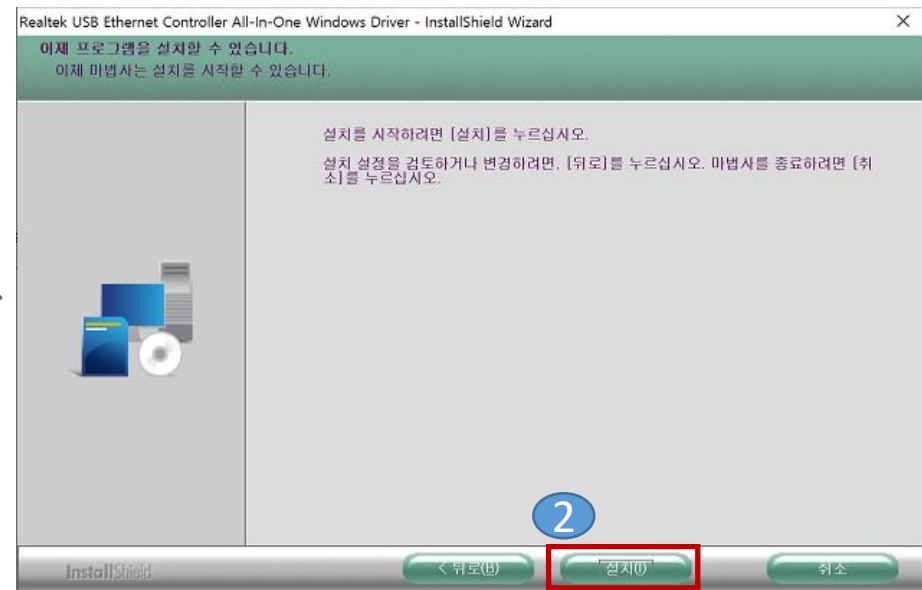 Realtek USB Ethernet Controller All-In-One Windows Driver - InstallShield Wizard
이제 프로그램을 설치할 수 있습니다.
이제 마법사는 설치를 시작할 수 있습니다.
설치를 시작하려면 [설치]를 누르십시오.
설치 설정을 검토하거나 변경하려면, [뒤로]를 누르십시오. 마법사를 종료하려면 [취
소]를 누르십시오.
2
InstallShield
< 뒤로(B)
설치(I)
취소